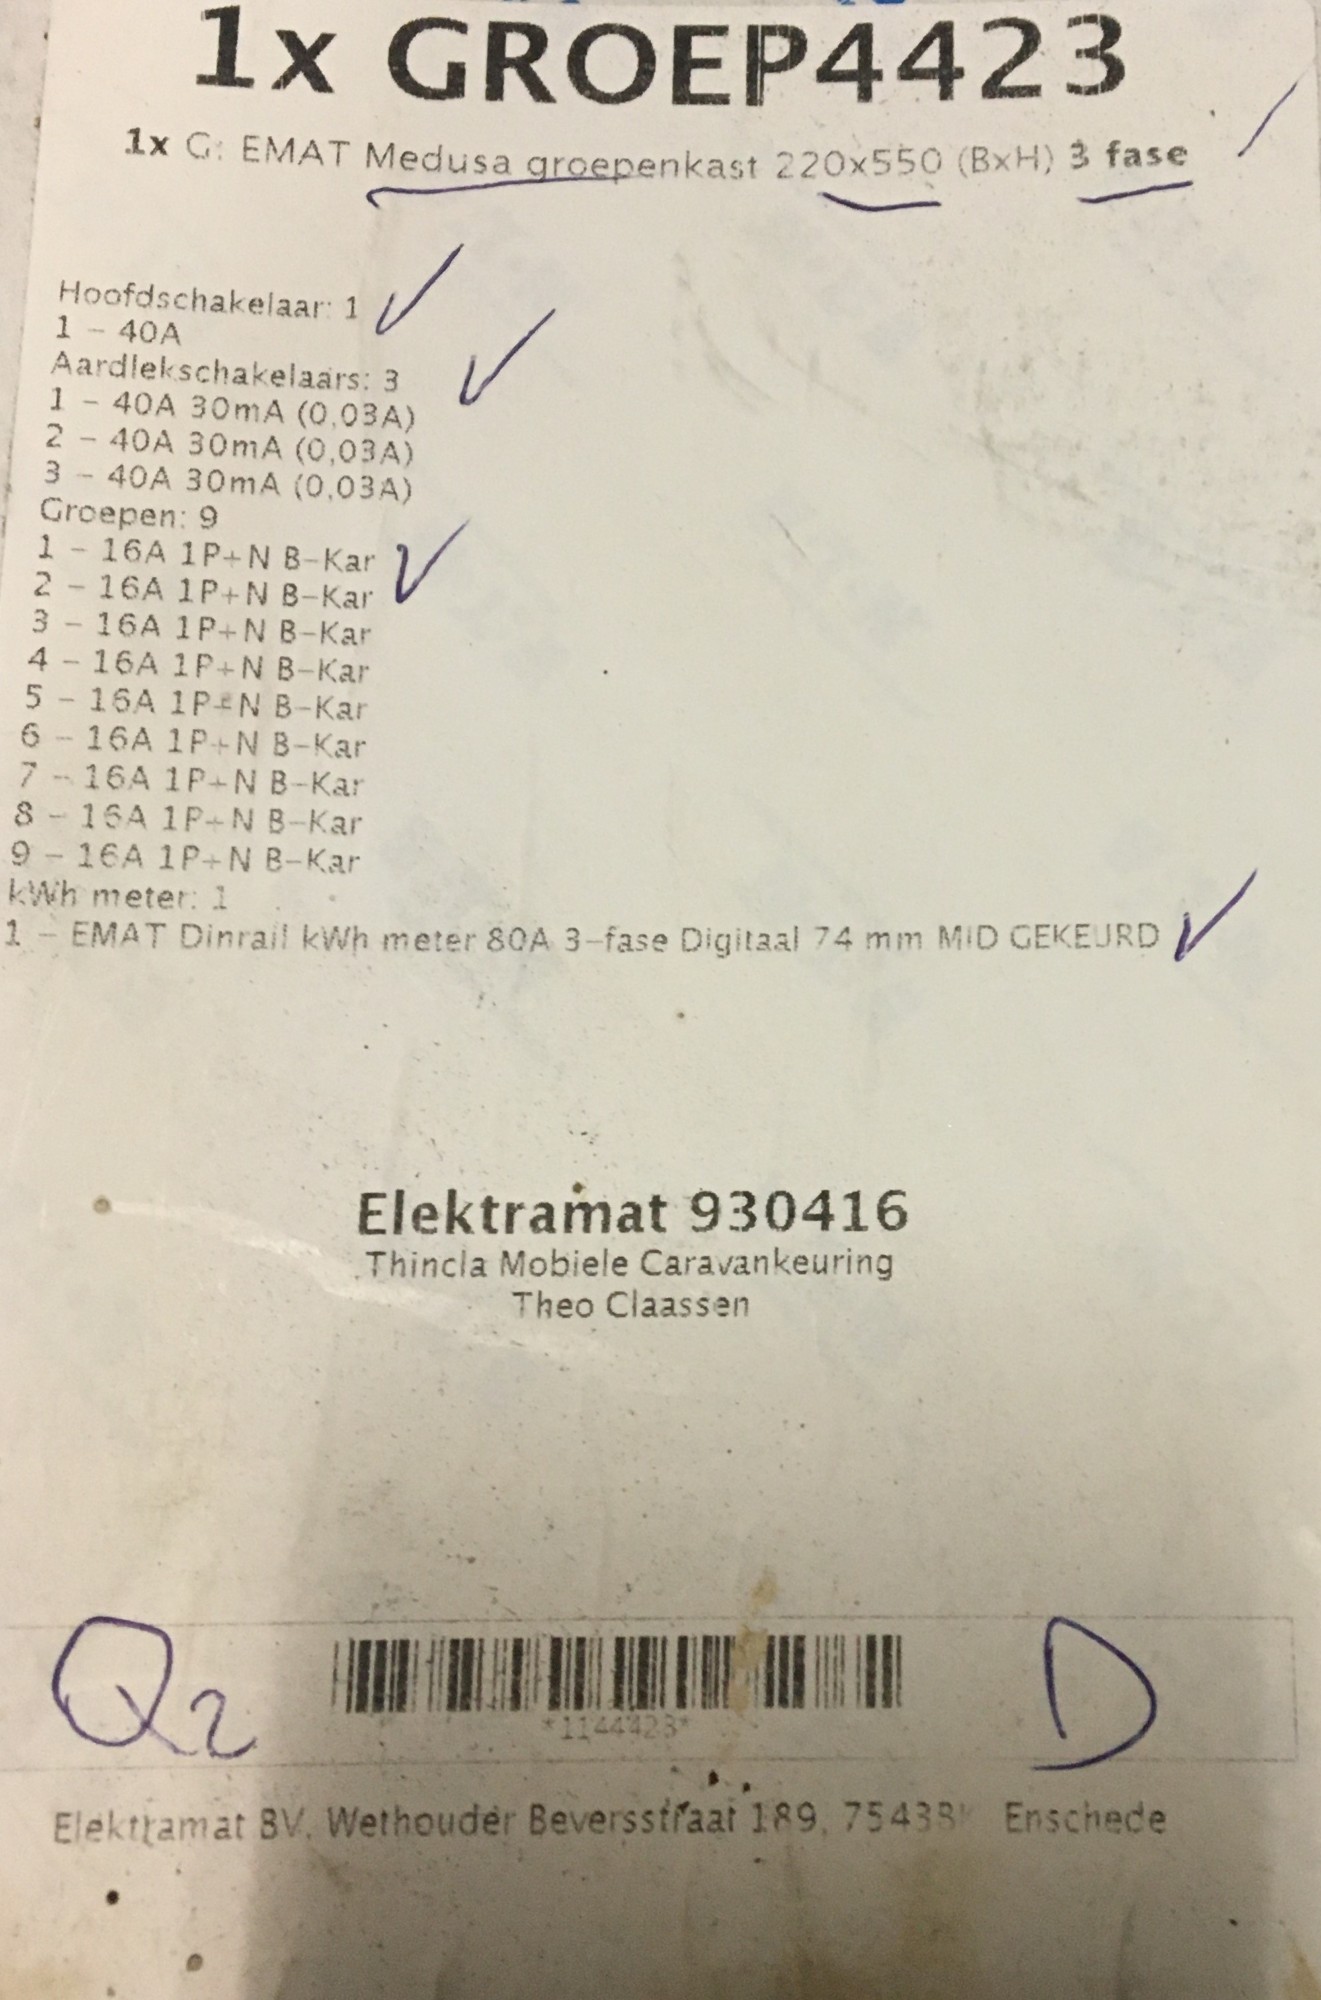 1x GROEP4423
1x G: EMAT Medusa groepenkast 220x550 (BxH) 3 fase
Hoofdschakelaar: 1
1 - 40A
Aardlekschakelaars: 3
1 - 40A 30mA (0,03A)
2 - 40A 30mA (0,03A)
3 - 40A 30mA (0,03A)
Groepen: 9
1 - 16A 1P+N B-Kar
2 - 16A 1P+N B-Kar
3 - 16A 1P+N B-Kar
4 - 16A 1P+N B-Kar
5 - 16A 1P+N B-Kar
6 - 16A 1P+N B-Kar
7 - 16A 1P+N B-Kar
8 - 16A 1P+N B-Kar
9 - 16A 1P+N B-Kar
kWh meter: 1
1 - EMAT Dinrail kWh meter 80A 3-fase Digitaal 74 mm MID GEKEURD
Elektramat 930416
Thincla Mobiele Caravankeuring
Theo Claassen
Q2 D
*1144423*
Elektramat BV, Wethouder Beversstraat 189, Enschede